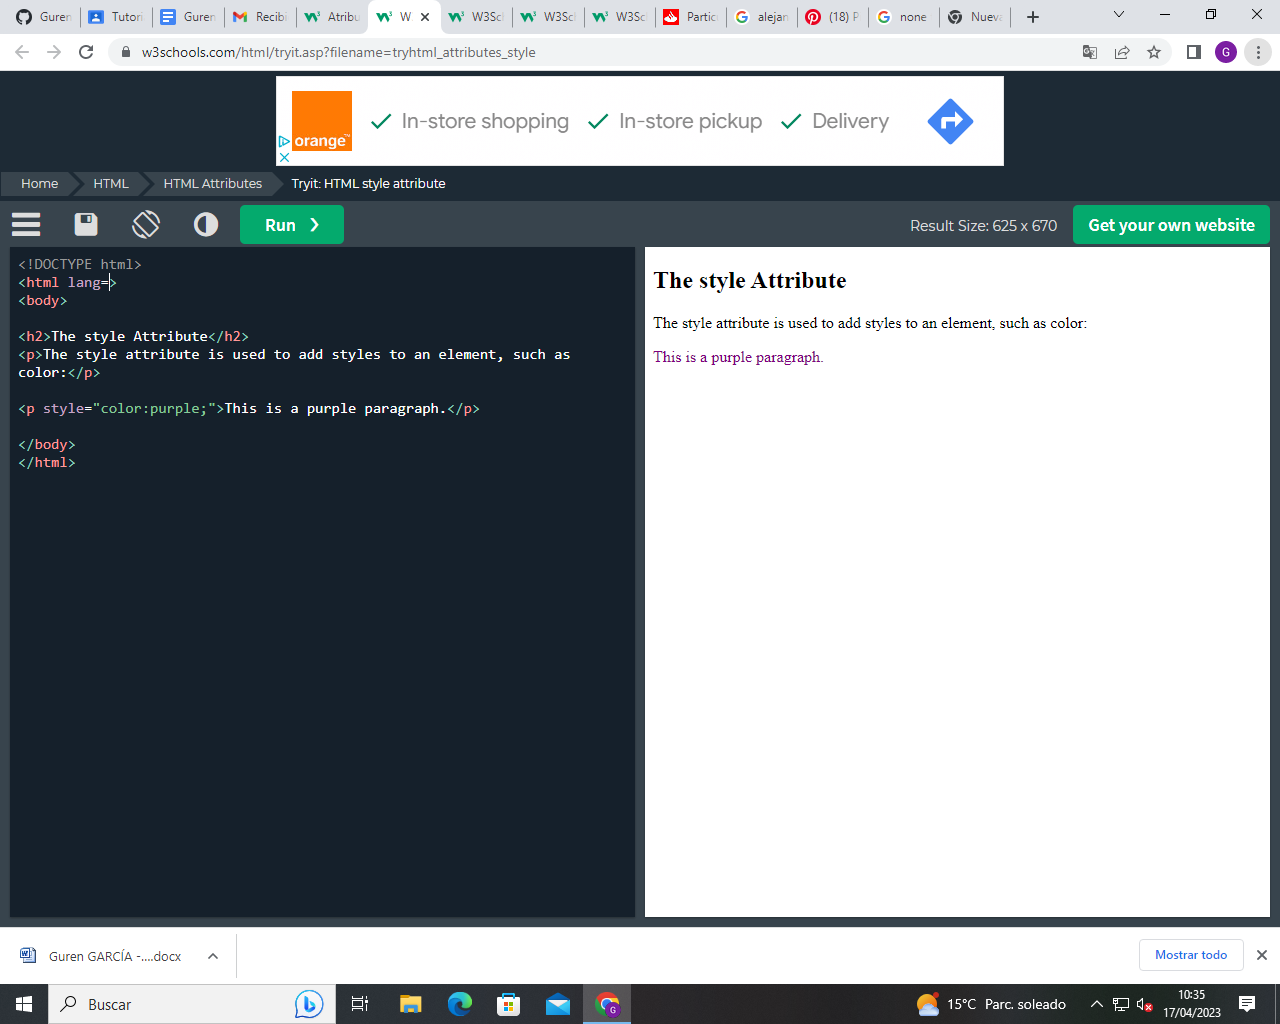 Guren
Tutori
Guren
Recibi
Atribu
W
W3Sc
W3Sc
W3Sc
Partic
alejan
(18) P
none
Nueva
w3schools.com/html/tryit.asp?filename=tryhtml_attributes_style
G
orange™
In-store shopping
In-store pickup
Delivery
Home
HTML
HTML Attributes
Tryit: HTML style attribute
Run ❯
Result Size: 625 x 670
Get your own website
<!DOCTYPE html>
<html lang=>
<body>
<h2>The style Attribute</h2>
<p>The style attribute is used to add styles to an element, such as
color:</p>
<p style="color:purple;">This is a purple paragraph.</p>
</body>
</html>
The style Attribute
The style attribute is used to add styles to an element, such as color:
This is a purple paragraph.
Guren GARCÍA -....docx
Mostrar todo
Buscar
G
15°C Parc. soleado
10:35
17/04/2023